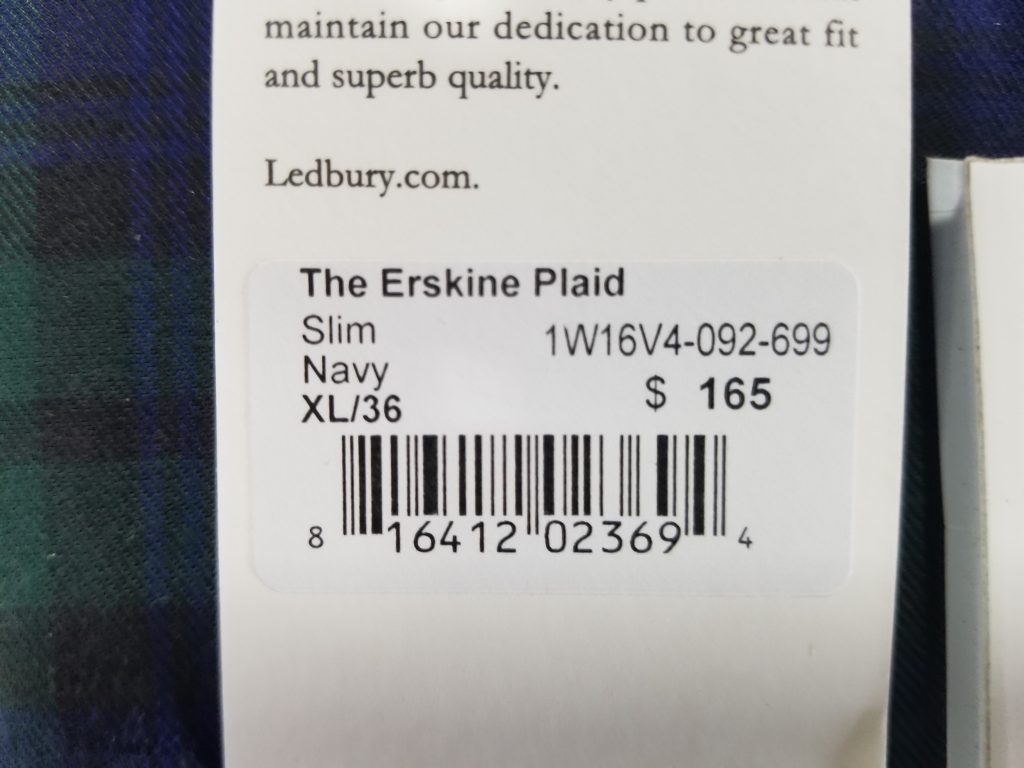 maintain our dedication to great fit
and superb quality.
Ledbury.com.
The Erskine Plaid
Slim 1W16V4-092-699
Navy
$ 165
XL/36
8 16412 02369 4